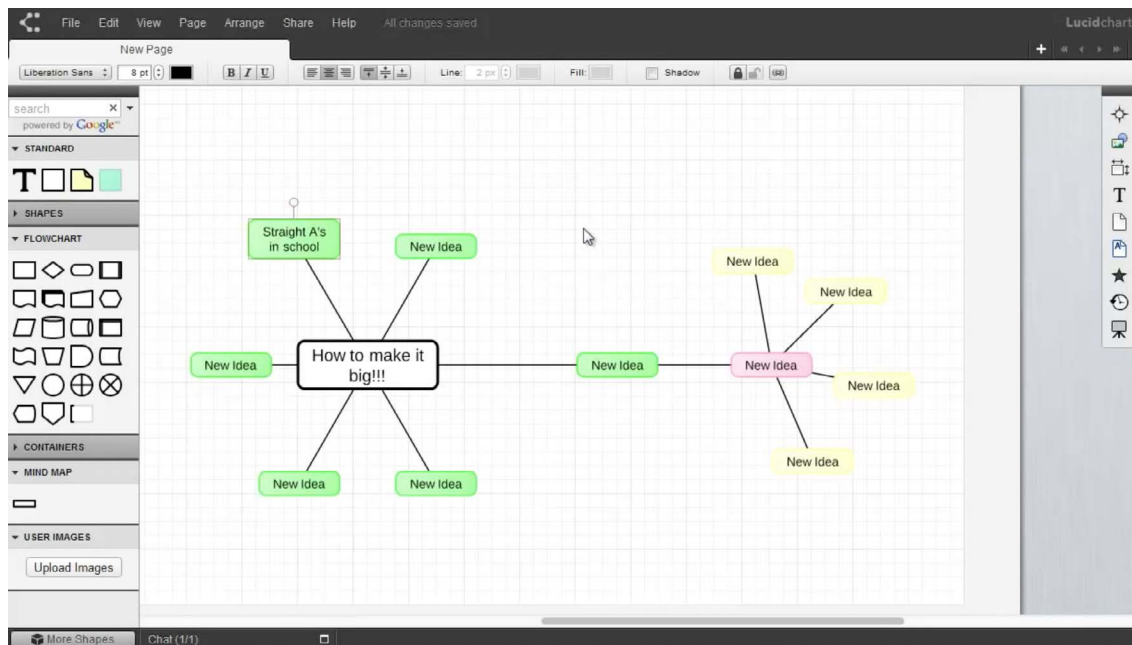 File Edit View Page Arrange Share Help All changes saved Lucidchart
New Page
Liberation Sans 8 pt B I U Line: 2 px Fill: Shadow
search
powered by Google™
STANDARD
T
SHAPES
FLOWCHART
CONTAINERS
MIND MAP
USER IMAGES
Upload Images
More Shapes Chat (1/1)
Straight A's
in school
New Idea
New Idea
How to make it
big!!!
New Idea
New Idea
New Idea
New Idea
New Idea
New Idea
New Idea
New Idea
T
A